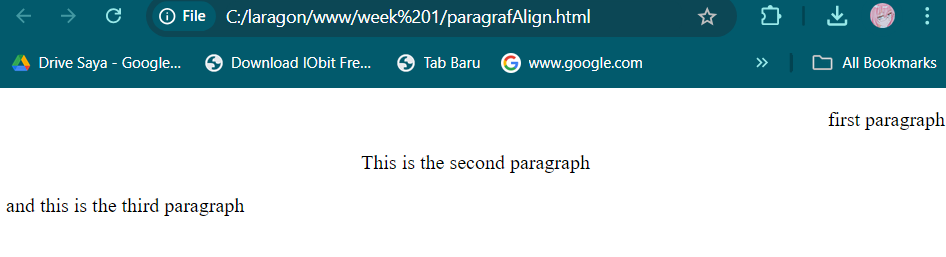 File C:/laragon/www/week%201/paragrafAlign.html
Drive Saya - Google... Download IObit Fre... Tab Baru www.google.com » All Bookmarks
first paragraph
This is the second paragraph
and this is the third paragraph